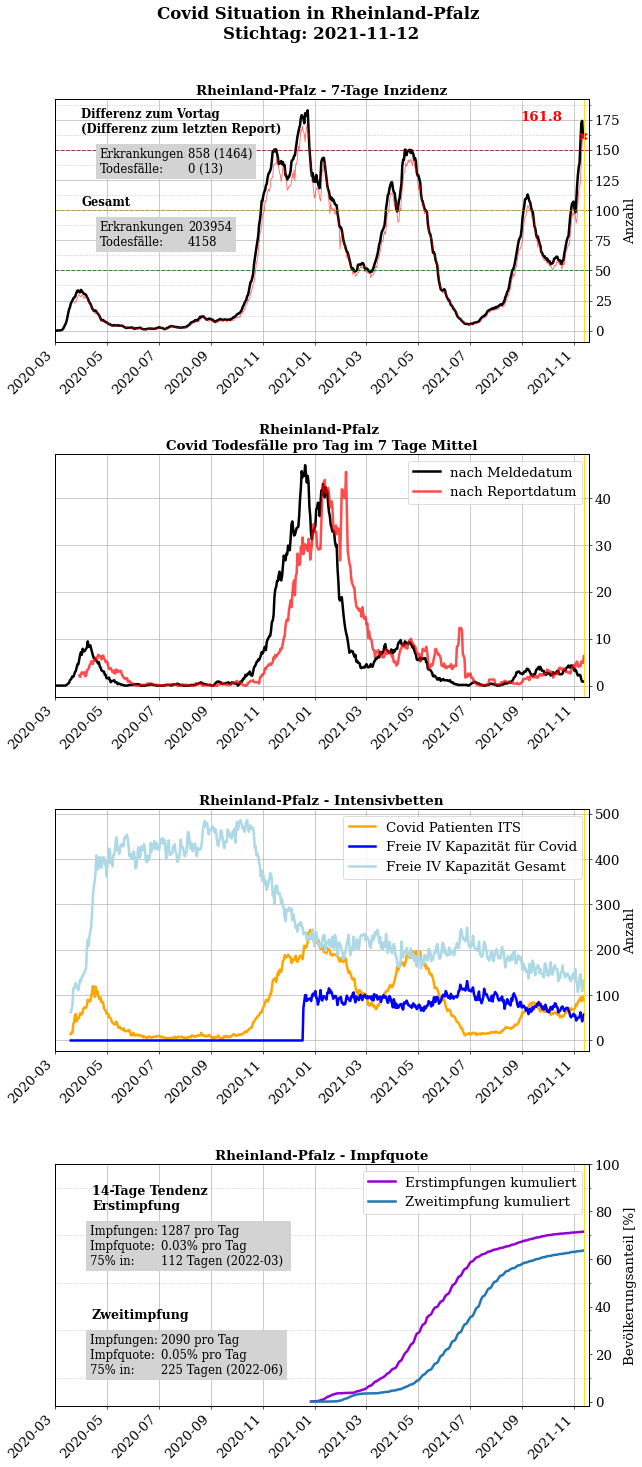 Covid Situation in Rheinland-Pfalz
Stichtag: 2021-11-12
Rheinland-Pfalz - 7-Tage Inzidenz
Differenz zum Vortag
(Differenz zum letzten Report)
Erkrankungen 858 (1464)
Todesfälle: 0 (13)
Gesamt
Erkrankungen 203954
Todesfälle: 4158
161.8
175
150
125
100
75
50
25
0
Anzahl
2020-03 2020-05 2020-07 2020-09 2020-11 2021-01 2021-03 2021-05 2021-07 2021-09 2021-11
Rheinland-Pfalz
Covid Todesfälle pro Tag im 7 Tage Mittel
nach Meldedatum
nach Reportdatum
40
30
20
10
0
2020-03 2020-05 2020-07 2020-09 2020-11 2021-01 2021-03 2021-05 2021-07 2021-09 2021-11
Rheinland-Pfalz - Intensivbetten
Covid Patienten ITS
Freie IV Kapazität für Covid
Freie IV Kapazität Gesamt
500
400
300
200
100
0
Anzahl
2020-03 2020-05 2020-07 2020-09 2020-11 2021-01 2021-03 2021-05 2021-07 2021-09 2021-11
Rheinland-Pfalz - Impfquote
14-Tage Tendenz
Erstimpfung
Impfungen: 1287 pro Tag
Impfquote: 0.03% pro Tag
75% in: 112 Tagen (2022-03)
Zweitimpfung
Impfungen: 2090 pro Tag
Impfquote: 0.05% pro Tag
75% in: 225 Tagen (2022-06)
Erstimpfungen kumuliert
Zweitimpfung kumuliert
100
80
60
40
20
0
Bevölkerungsanteil [%]
2020-03 2020-05 2020-07 2020-09 2020-11 2021-01 2021-03 2021-05 2021-07 2021-09 2021-11